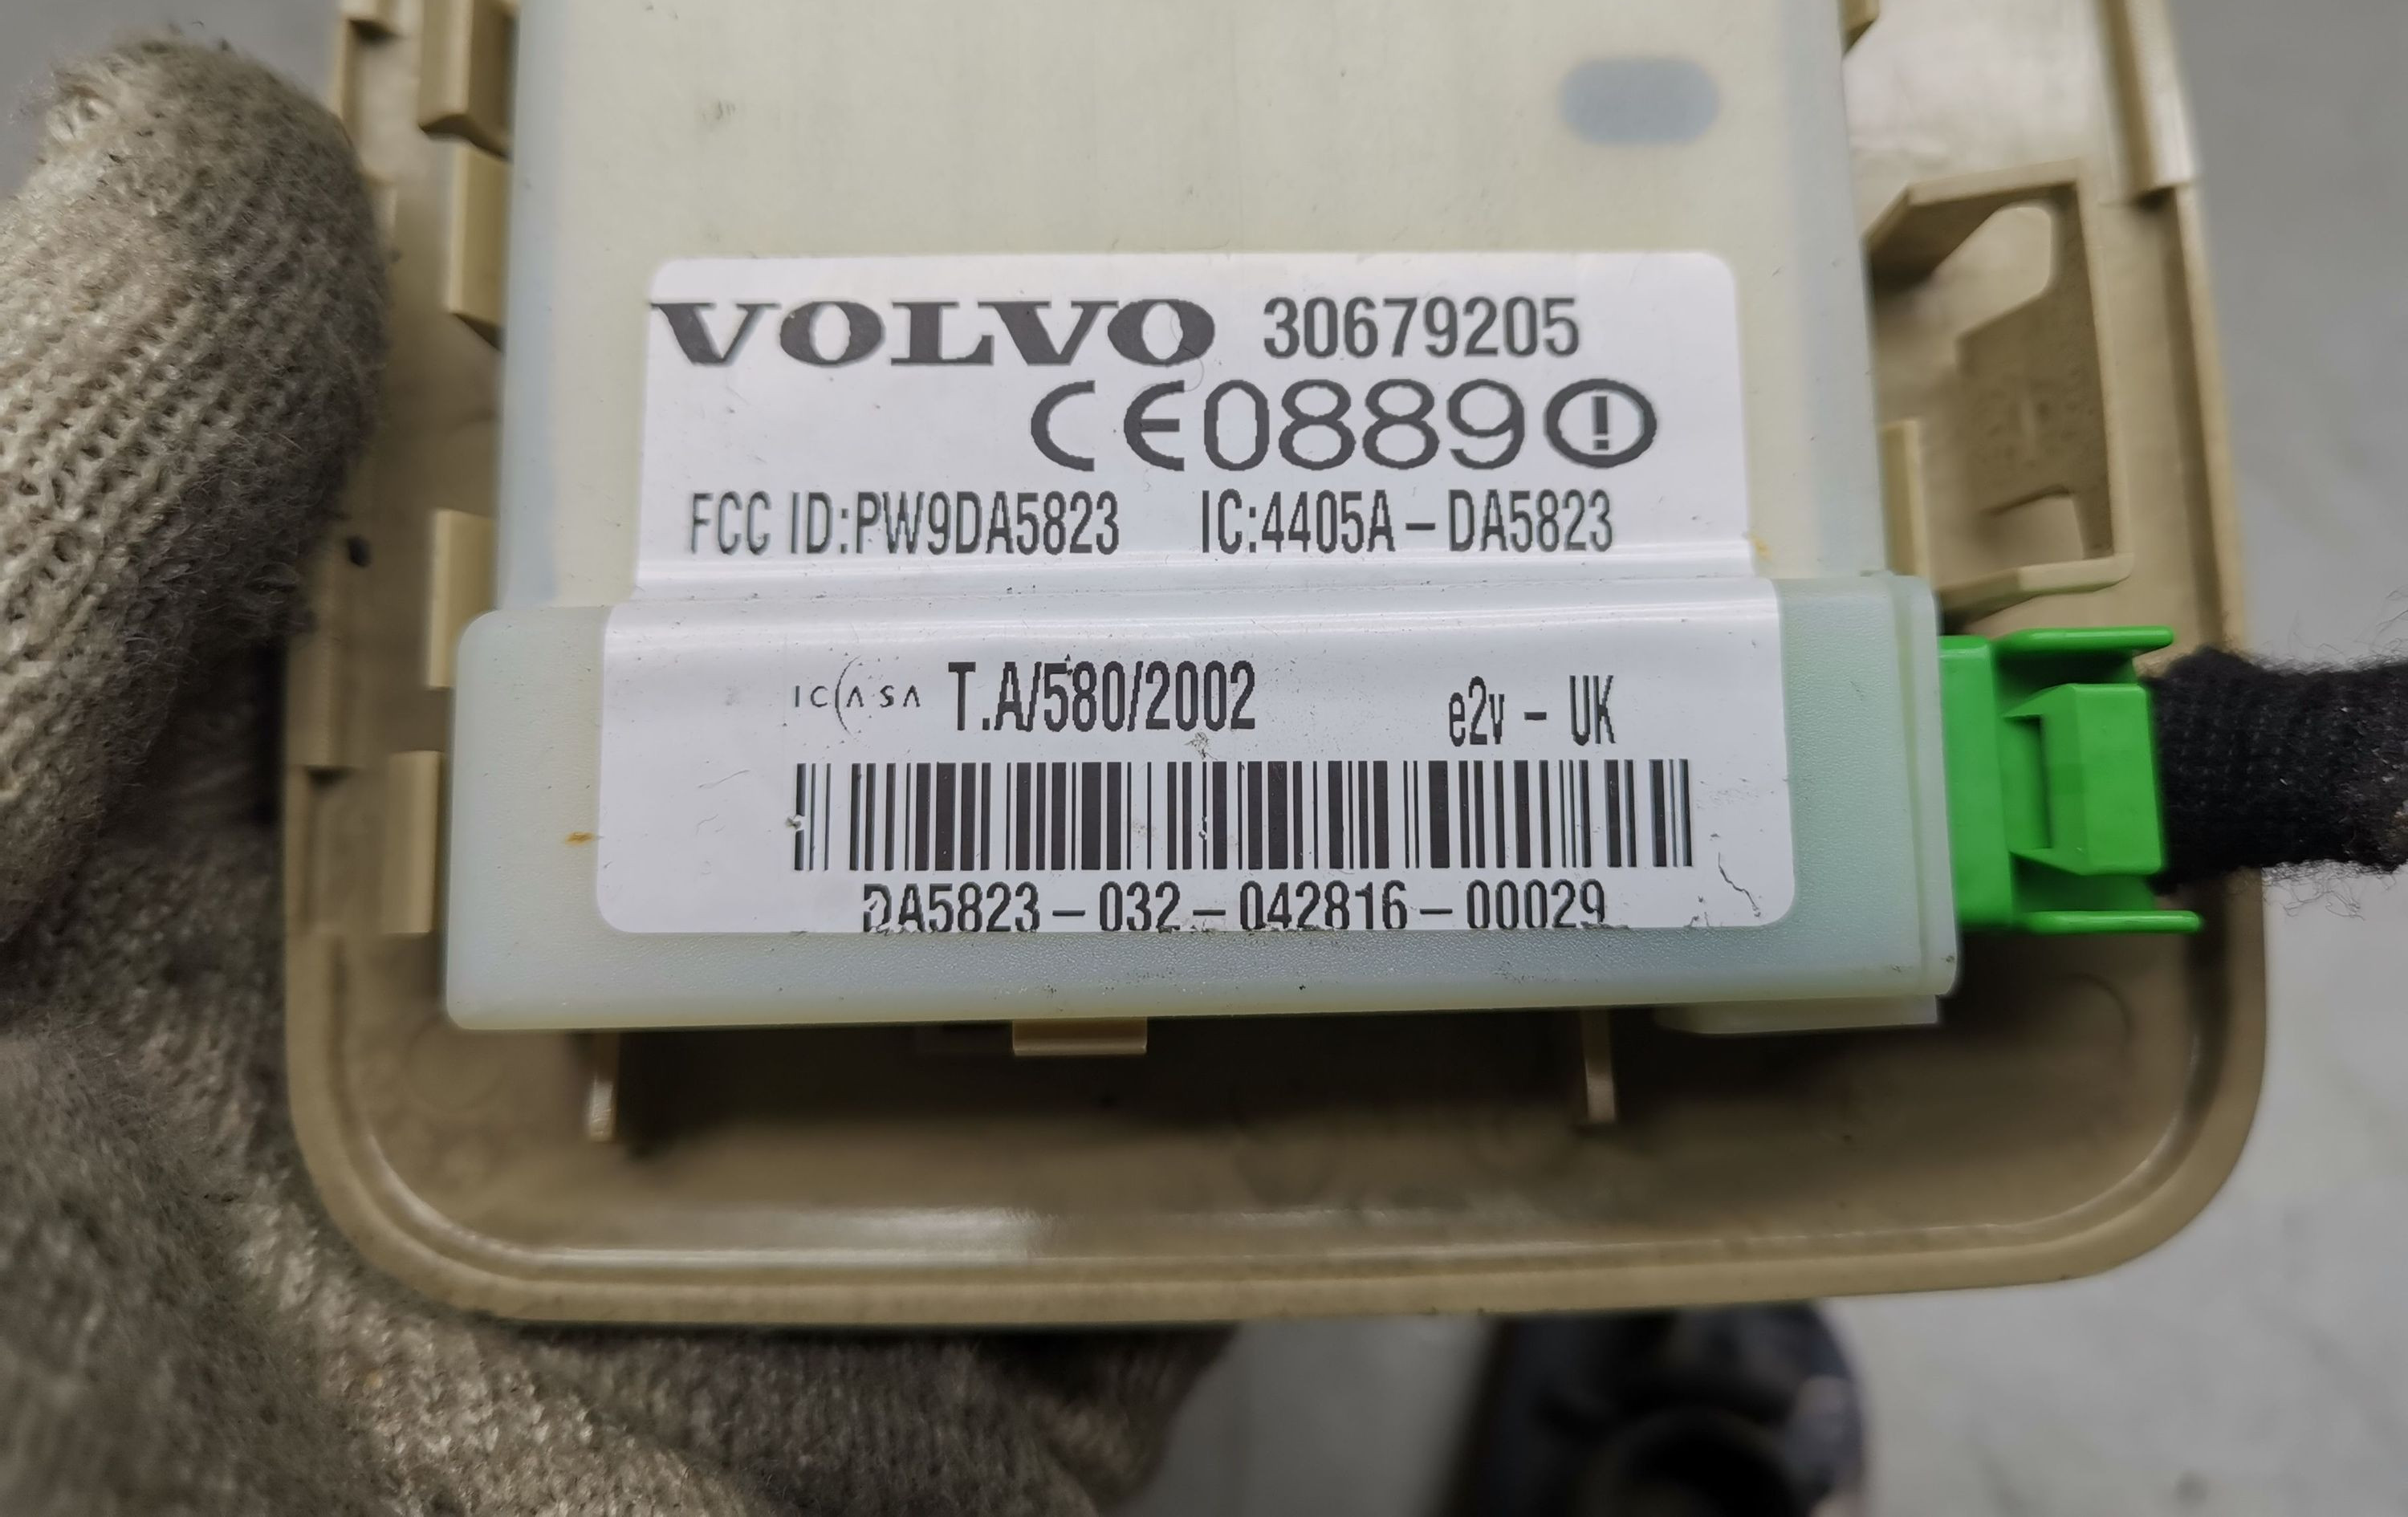 VOLVO 30679205
CE0889
FCC ID:PW9DA5823 IC:4405A-DA5823
ICASA T.A/580/2002 e2v - UK
DA5823-032-042816-00029